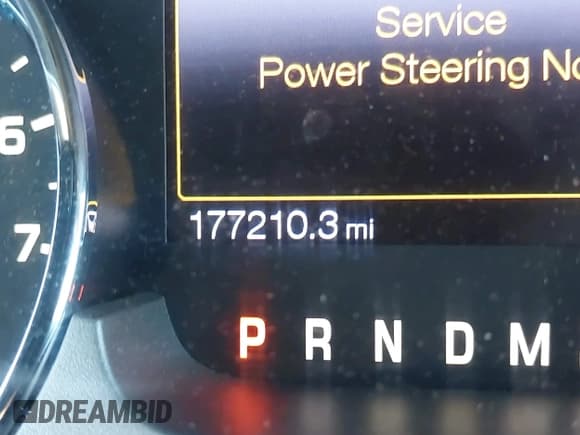 Service
Power Steering No
6
177210.3 mi
7
P R N D M
DREAMBID